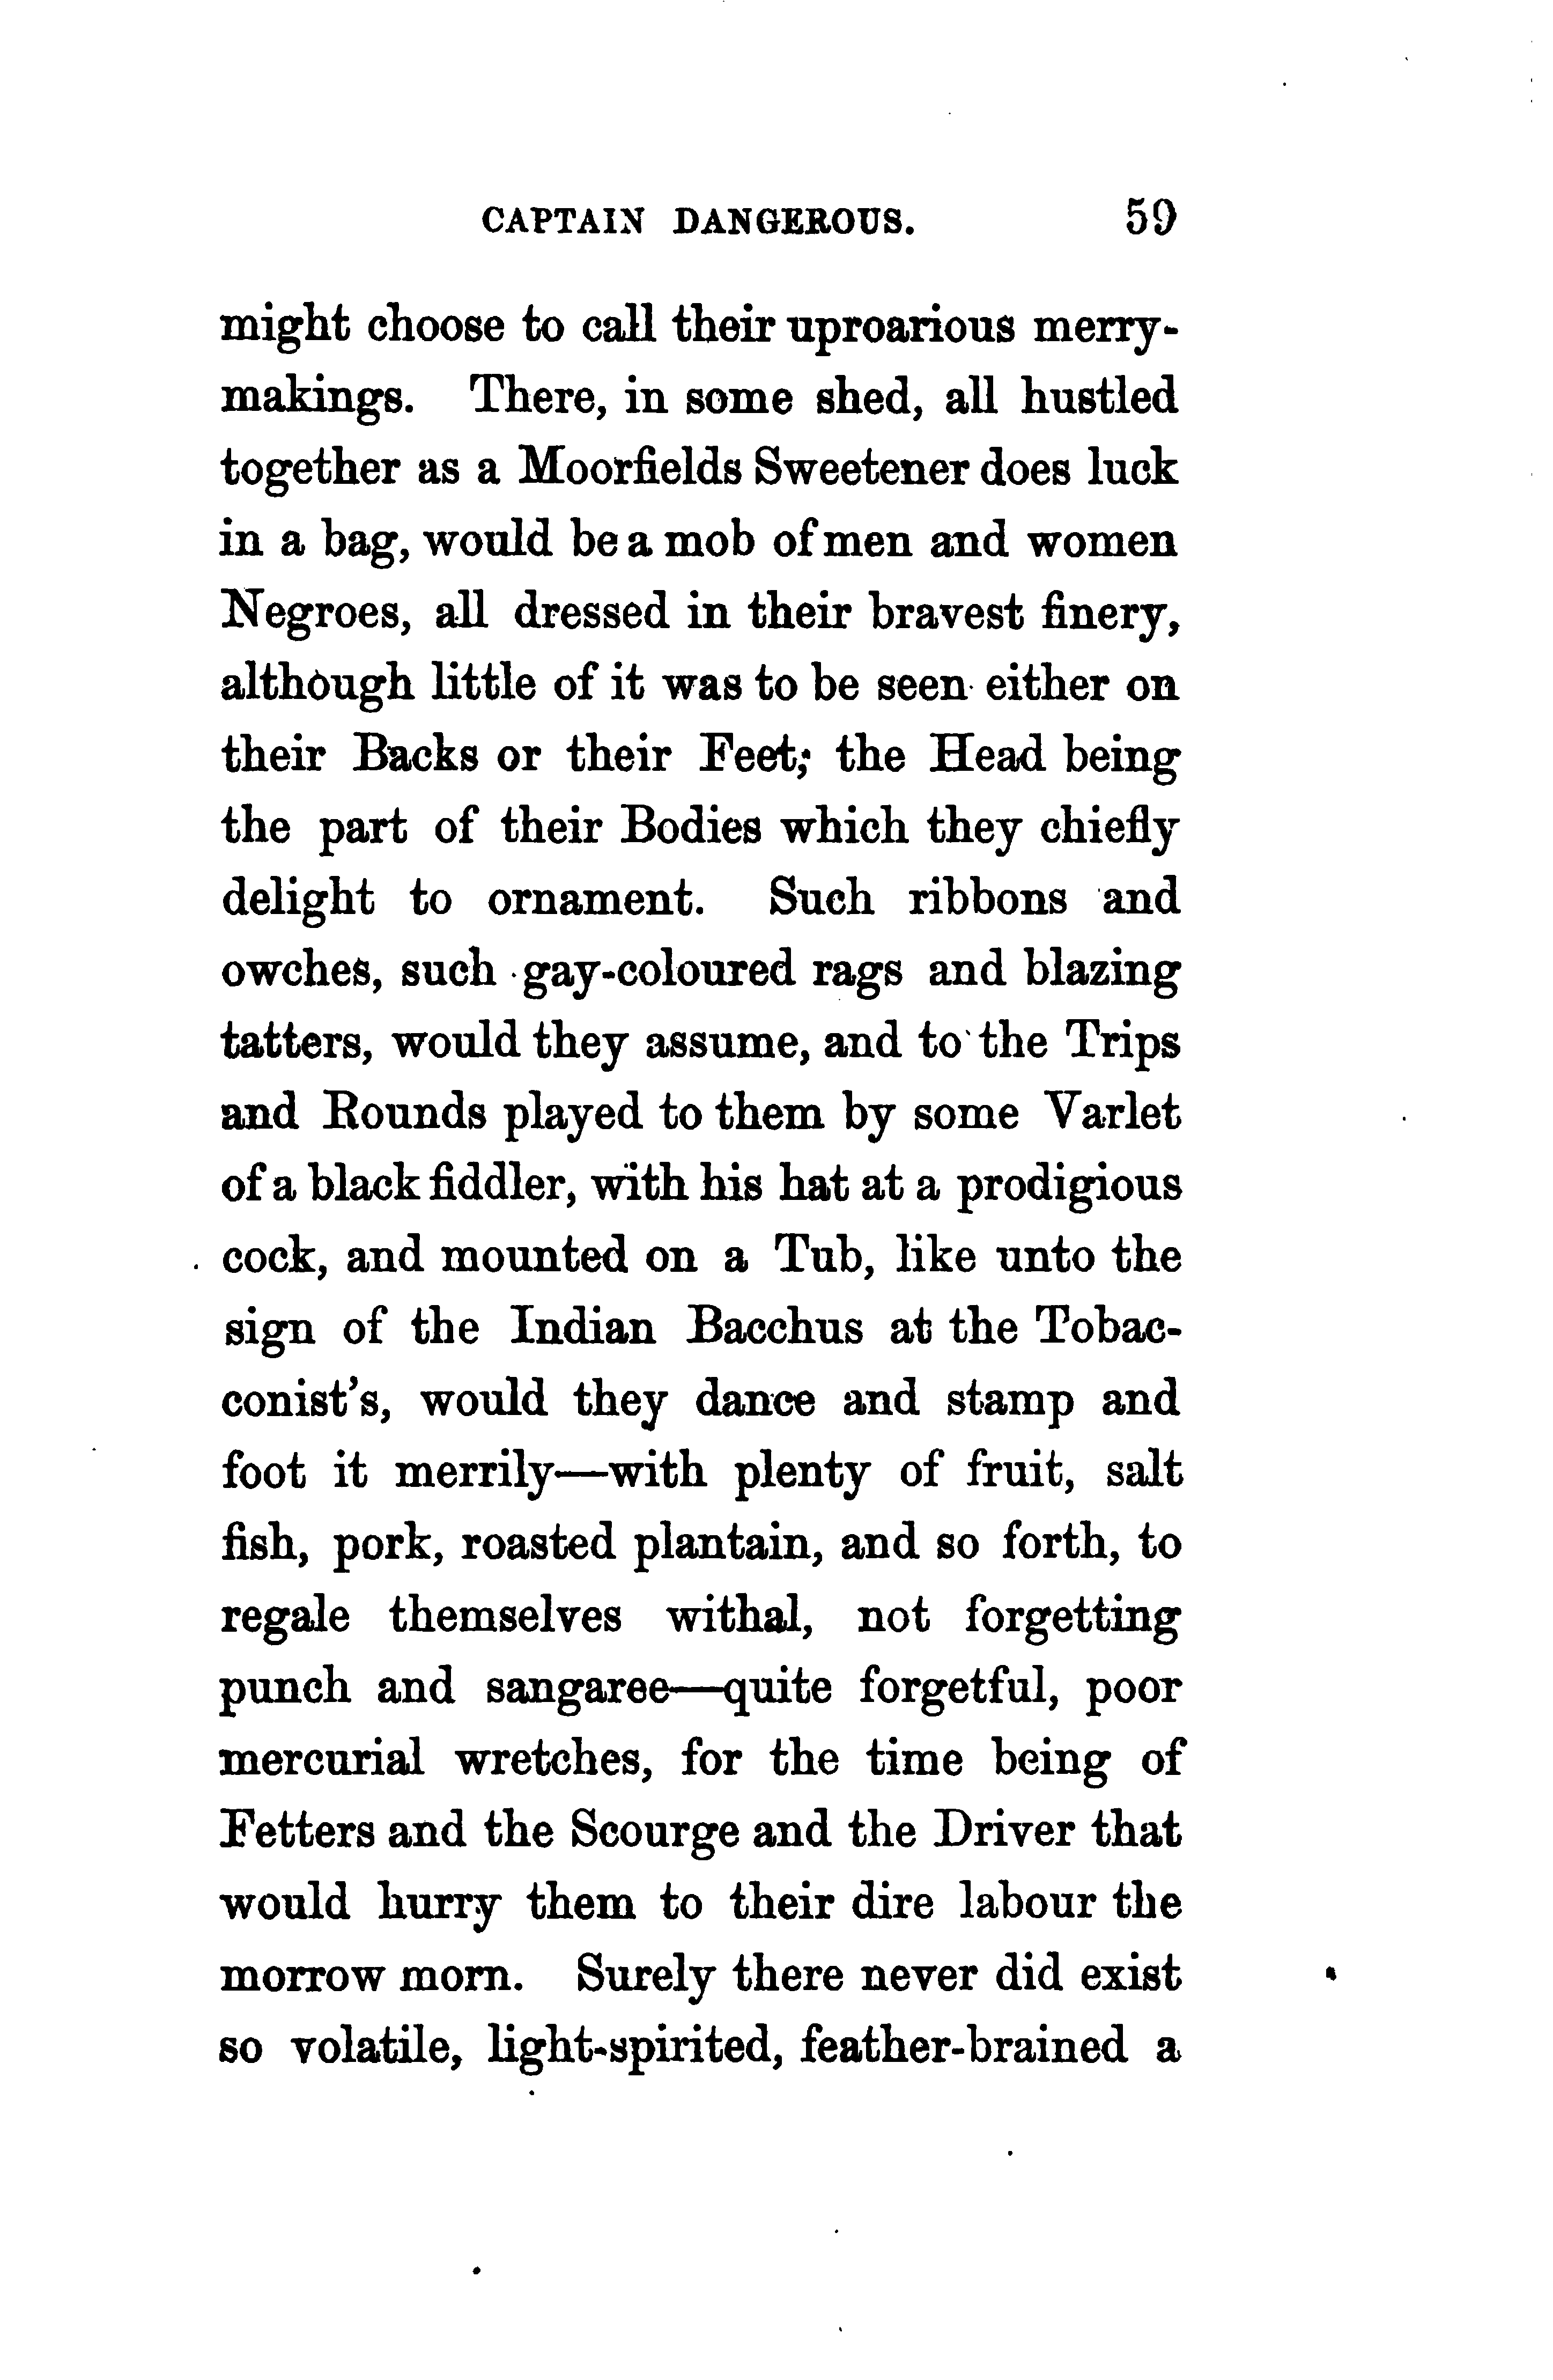 CAPTAIN DANGEROUS. 59
might choose to call their uproarious merry-
makings. There, in some shed, all hustled
together as a Moorfields Sweetener does luck
in a bag, would be a mob of men and women
Negroes, all dressed in their bravest finery,
although little of it was to be seen either on
their Backs or their Feet; the Head being
the part of their Bodies which they chiefly
delight to ornament. Such ribbons and
owches, such gay-coloured rags and blazing
tatters, would they assume, and to the Trips
and Rounds played to them by some Varlet
of a black fiddler, with his hat at a prodigious
cock, and mounted on a Tub, like unto the
sign of the Indian Bacchus at the Tobac-
conist's, would they dance and stamp and
foot it merrily—with plenty of fruit, salt
fish, pork, roasted plantain, and so forth, to
regale themselves withal, not forgetting
punch and sangaree—quite forgetful, poor
mercurial wretches, for the time being of
Fetters and the Scourge and the Driver that
would hurry them to their dire labour the
morrow morn. Surely there never did exist
so volatile, light-spirited, feather-brained a